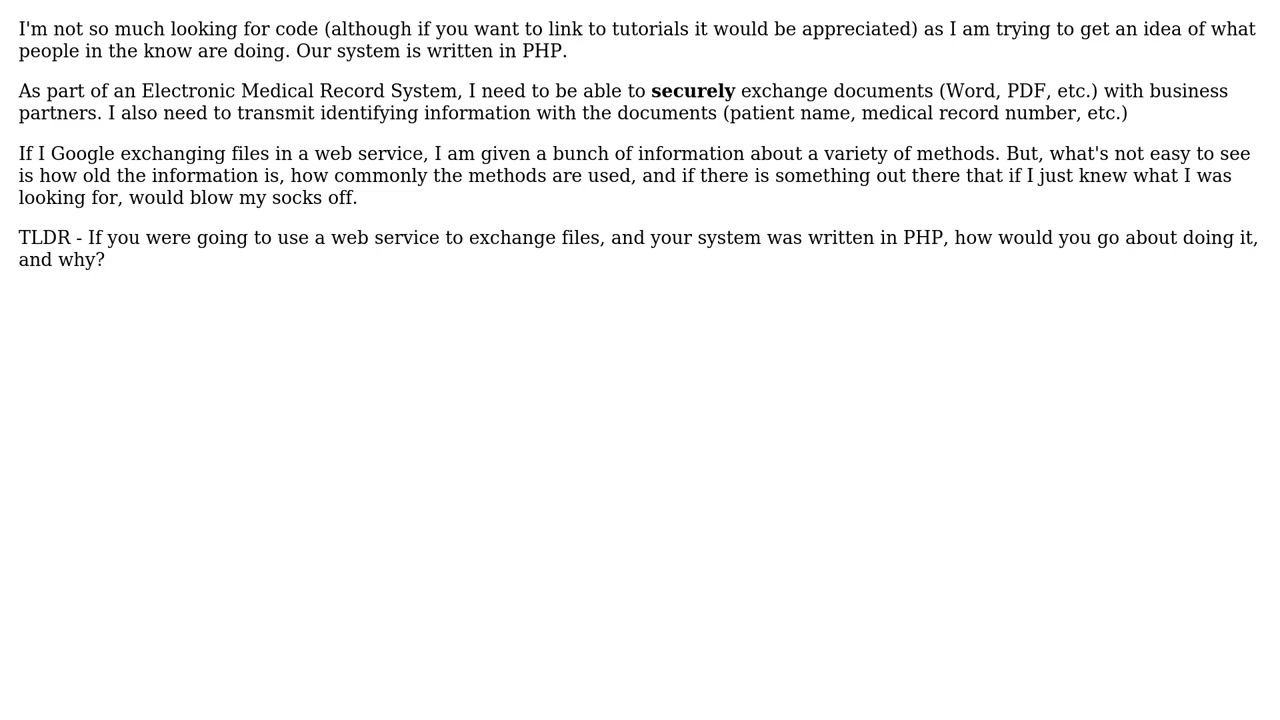 I'm not so much looking for code (although if you want to link to tutorials it would be appreciated) as I am trying to get an idea of what
people in the know are doing. Our system is written in PHP.
As part of an Electronic Medical Record System, I need to be able to securely exchange documents (Word, PDF, etc.) with business
partners. I also need to transmit identifying information with the documents (patient name, medical record number, etc.)
If I Google exchanging files in a web service, I am given a bunch of information about a variety of methods. But, what's not easy to see
is how old the information is, how commonly the methods are used, and if there is something out there that if I just knew what I was
looking for, would blow my socks off.
TLDR - If you were going to use a web service to exchange files, and your system was written in PHP, how would you go about doing it,
and why?